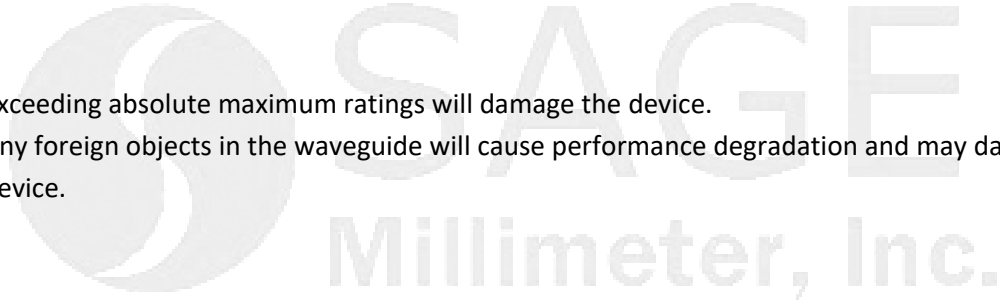 SAGE
Millimeter, Inc.
xceeding absolute maximum ratings will damage the device.
ny foreign objects in the waveguide will cause performance degradation and may da
evice.